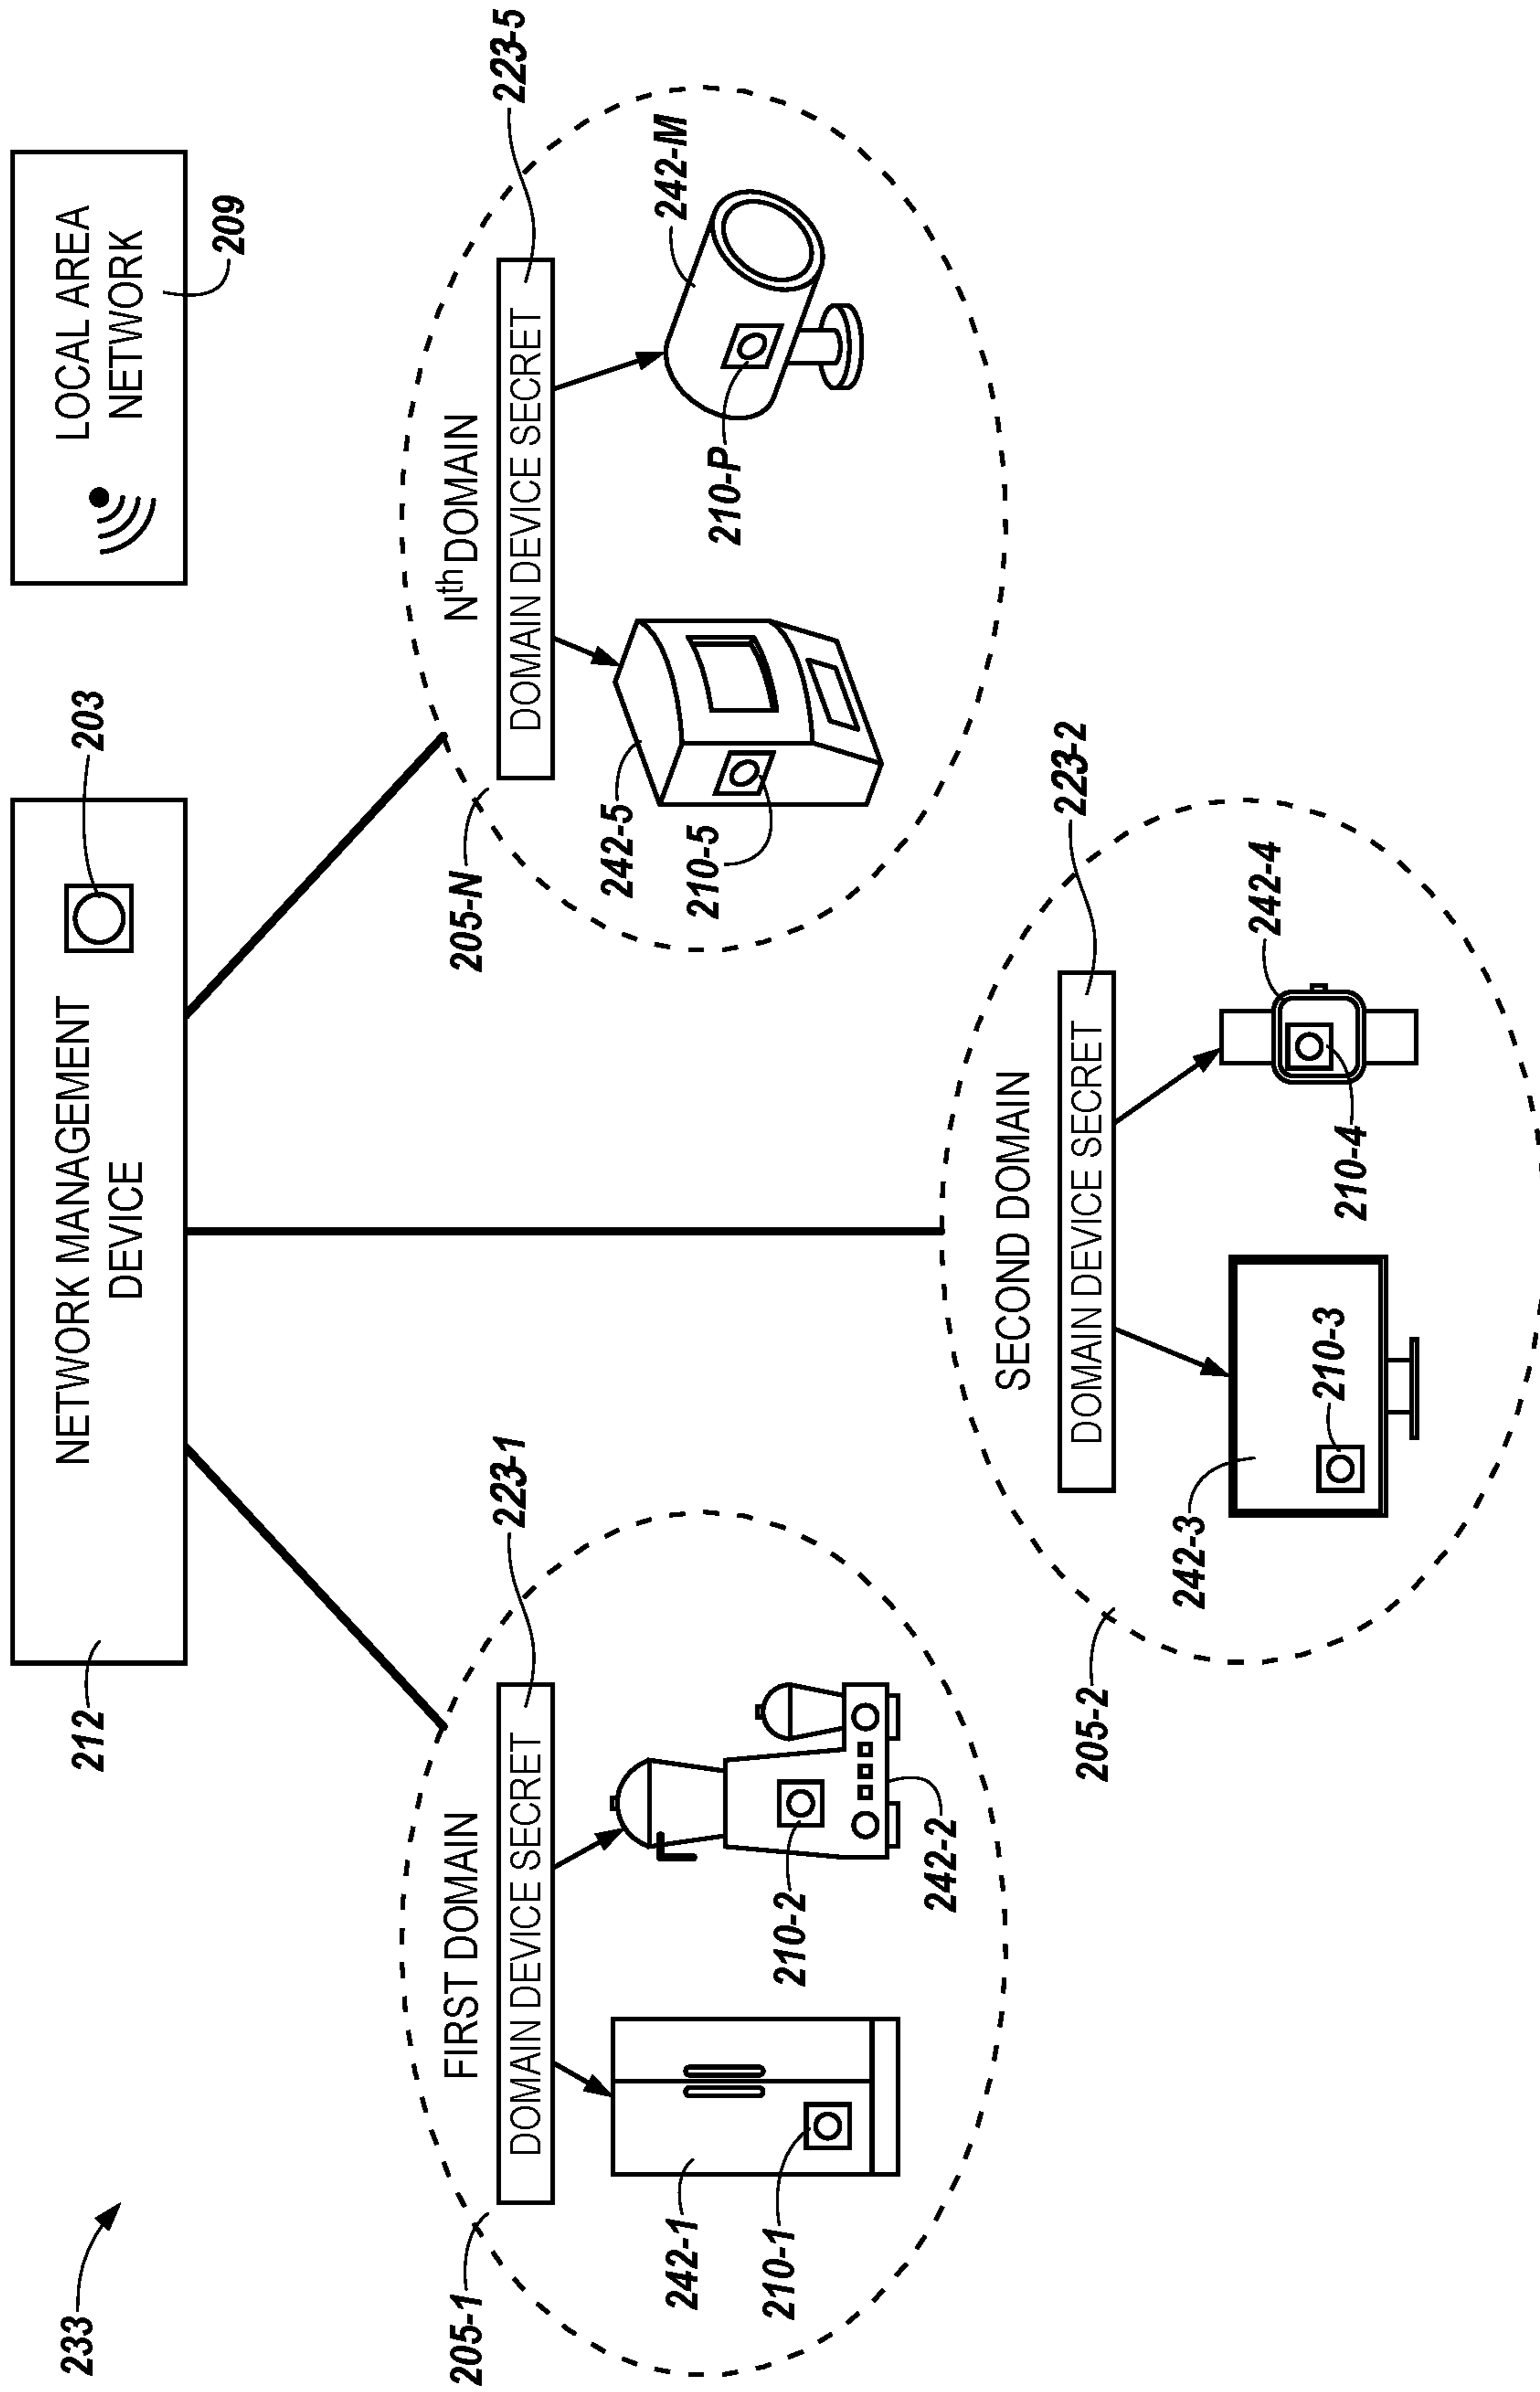 233
212
NETWORK MANAGEMENT
DEVICE
203
LOCAL AREA
NETWORK
209
205-1
FIRST DOMAIN
223-1
DOMAIN DEVICE SECRET
242-1
210-1
210-2
242-2
205-N
Nth DOMAIN
223-5
DOMAIN DEVICE SECRET
242-5
210-5
242-M
210-P
205-2
SECOND DOMAIN
223-2
DOMAIN DEVICE SECRET
242-3
210-3
242-4
210-4